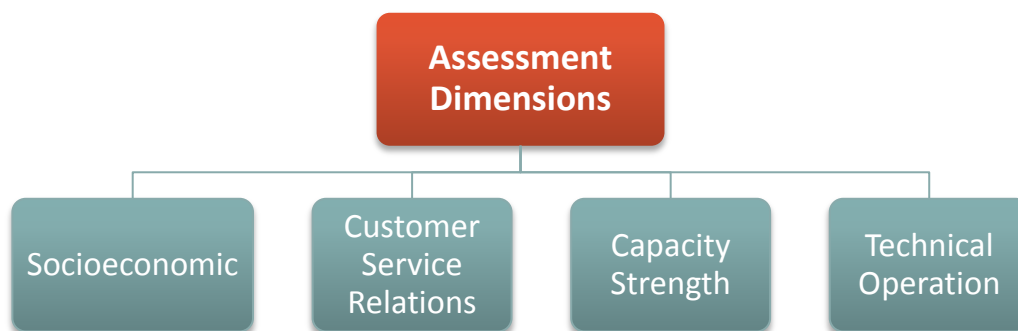 Assessment
Dimensions
Socioeconomic
Customer
Service
Relations
Capacity
Strength
Technical
Operation